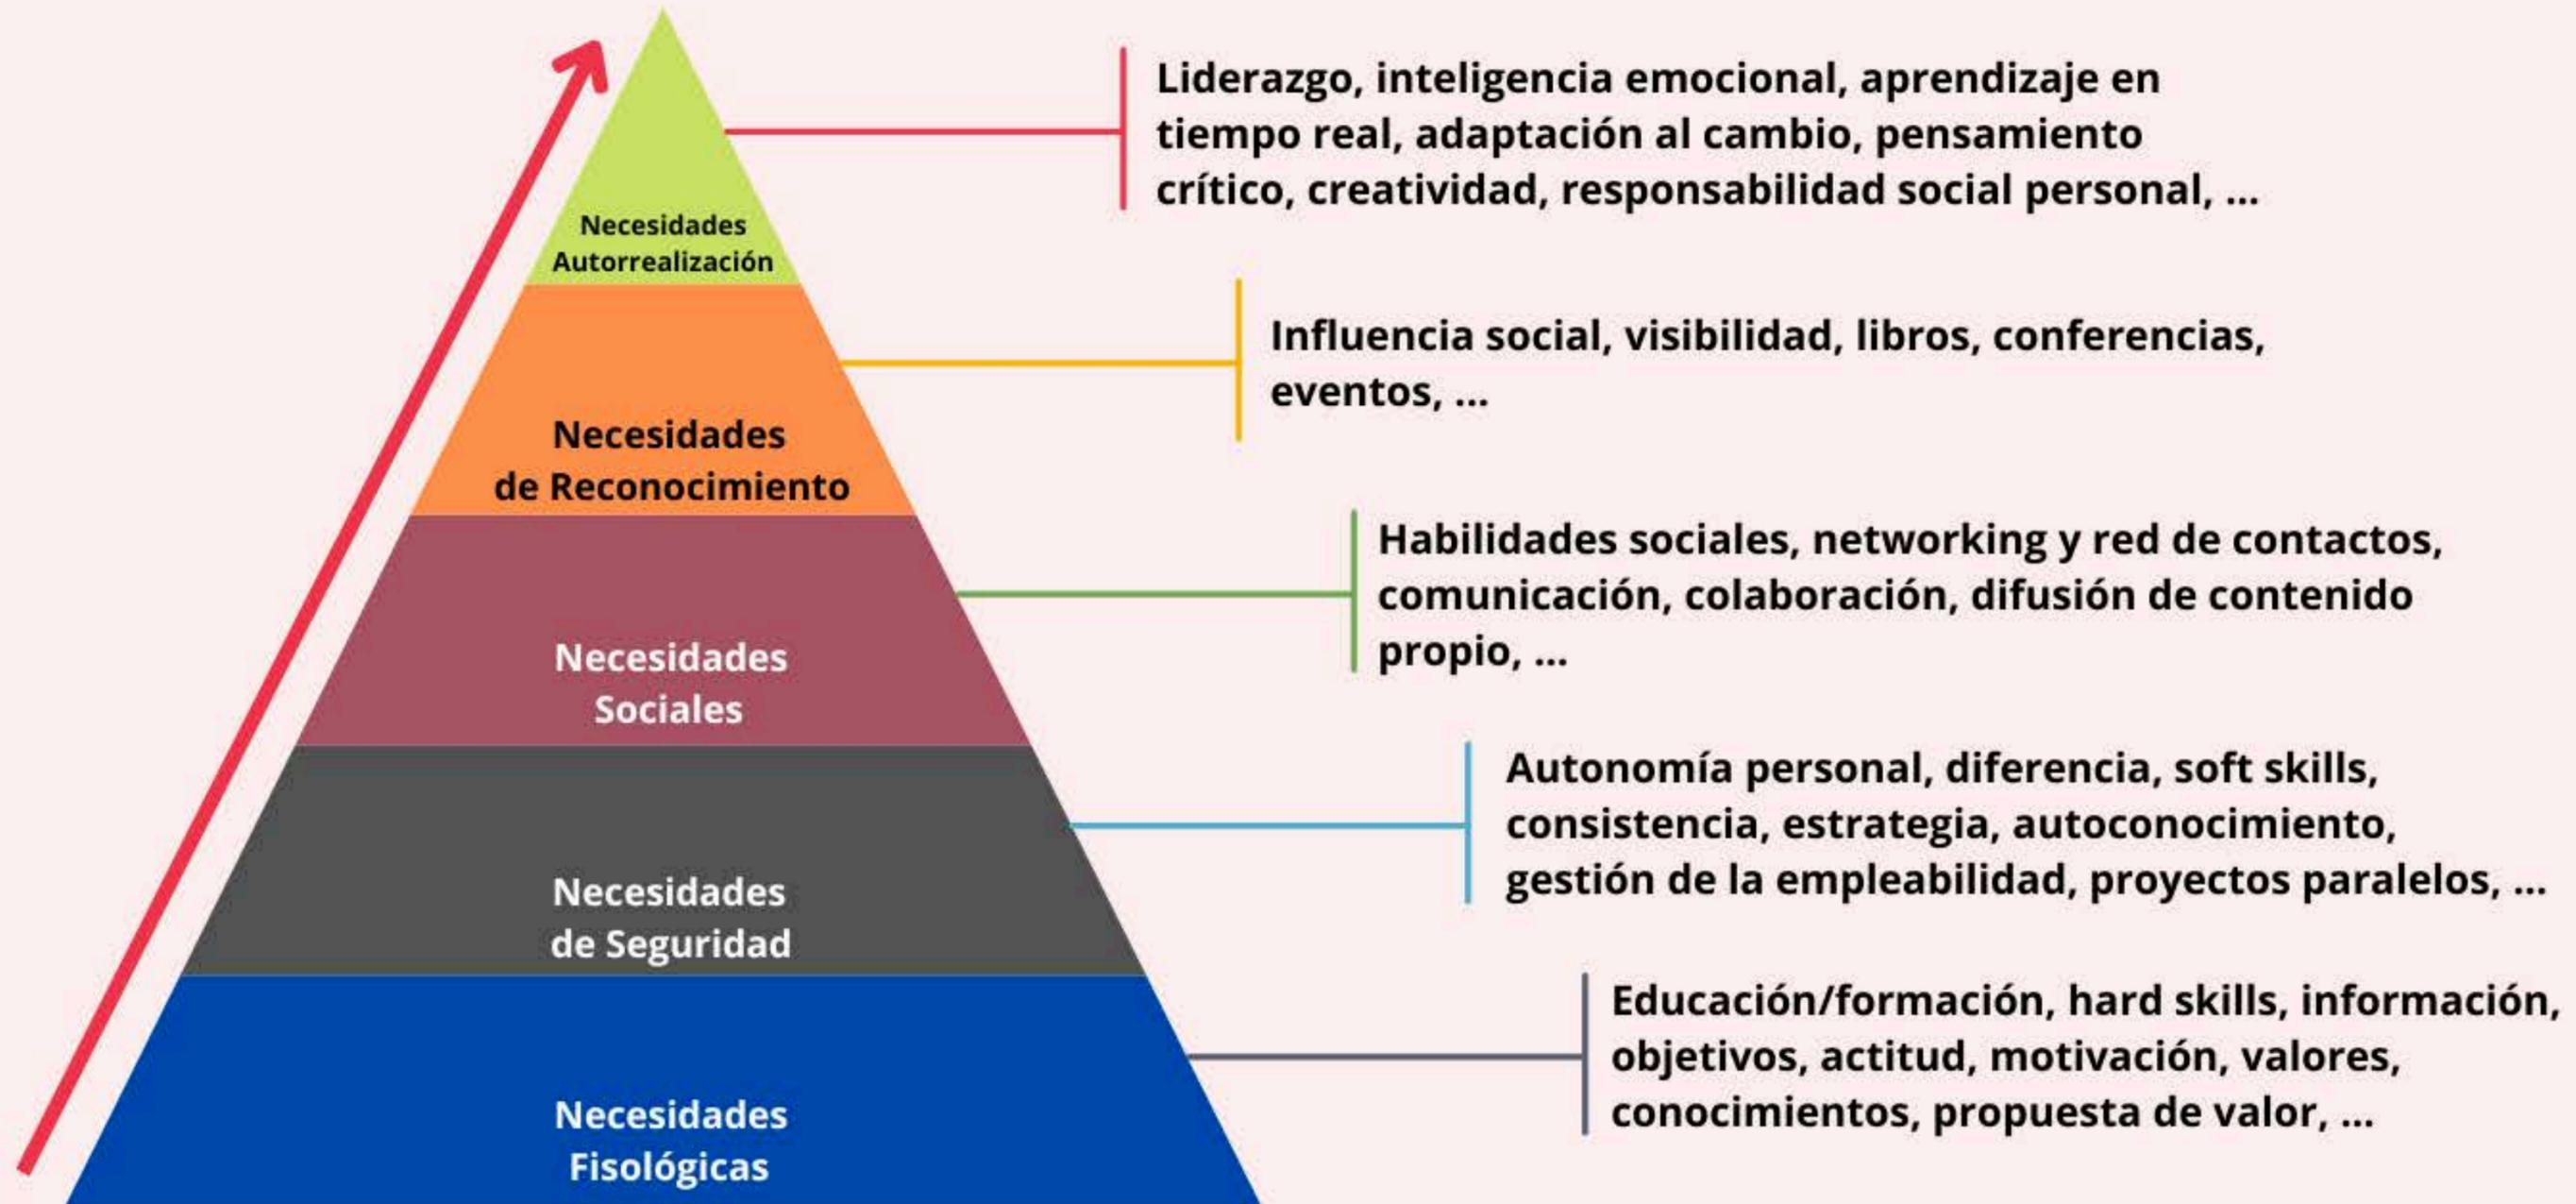 Liderazgo, inteligencia emocional, aprendizaje en
tiempo real, adaptación al cambio, pensamiento
crítico, creatividad, responsabilidad social personal, ...
Necesidades
Autorrealización
Influencia social, visibilidad, libros, conferencias,
eventos, ...
Necesidades
de Reconocimiento
Habilidades sociales, networking y red de contactos,
comunicación, colaboración, difusión de contenido
propio, ...
Necesidades
Sociales
Autonomía personal, diferencia, soft skills,
consistencia, estrategia, autoconocimiento,
gestión de la empleabilidad, proyectos paralelos, ...
Necesidades
de Seguridad
Educación/formación, hard skills, información,
objetivos, actitud, motivación, valores,
conocimientos, propuesta de valor, ...
Necesidades
Fisológicas